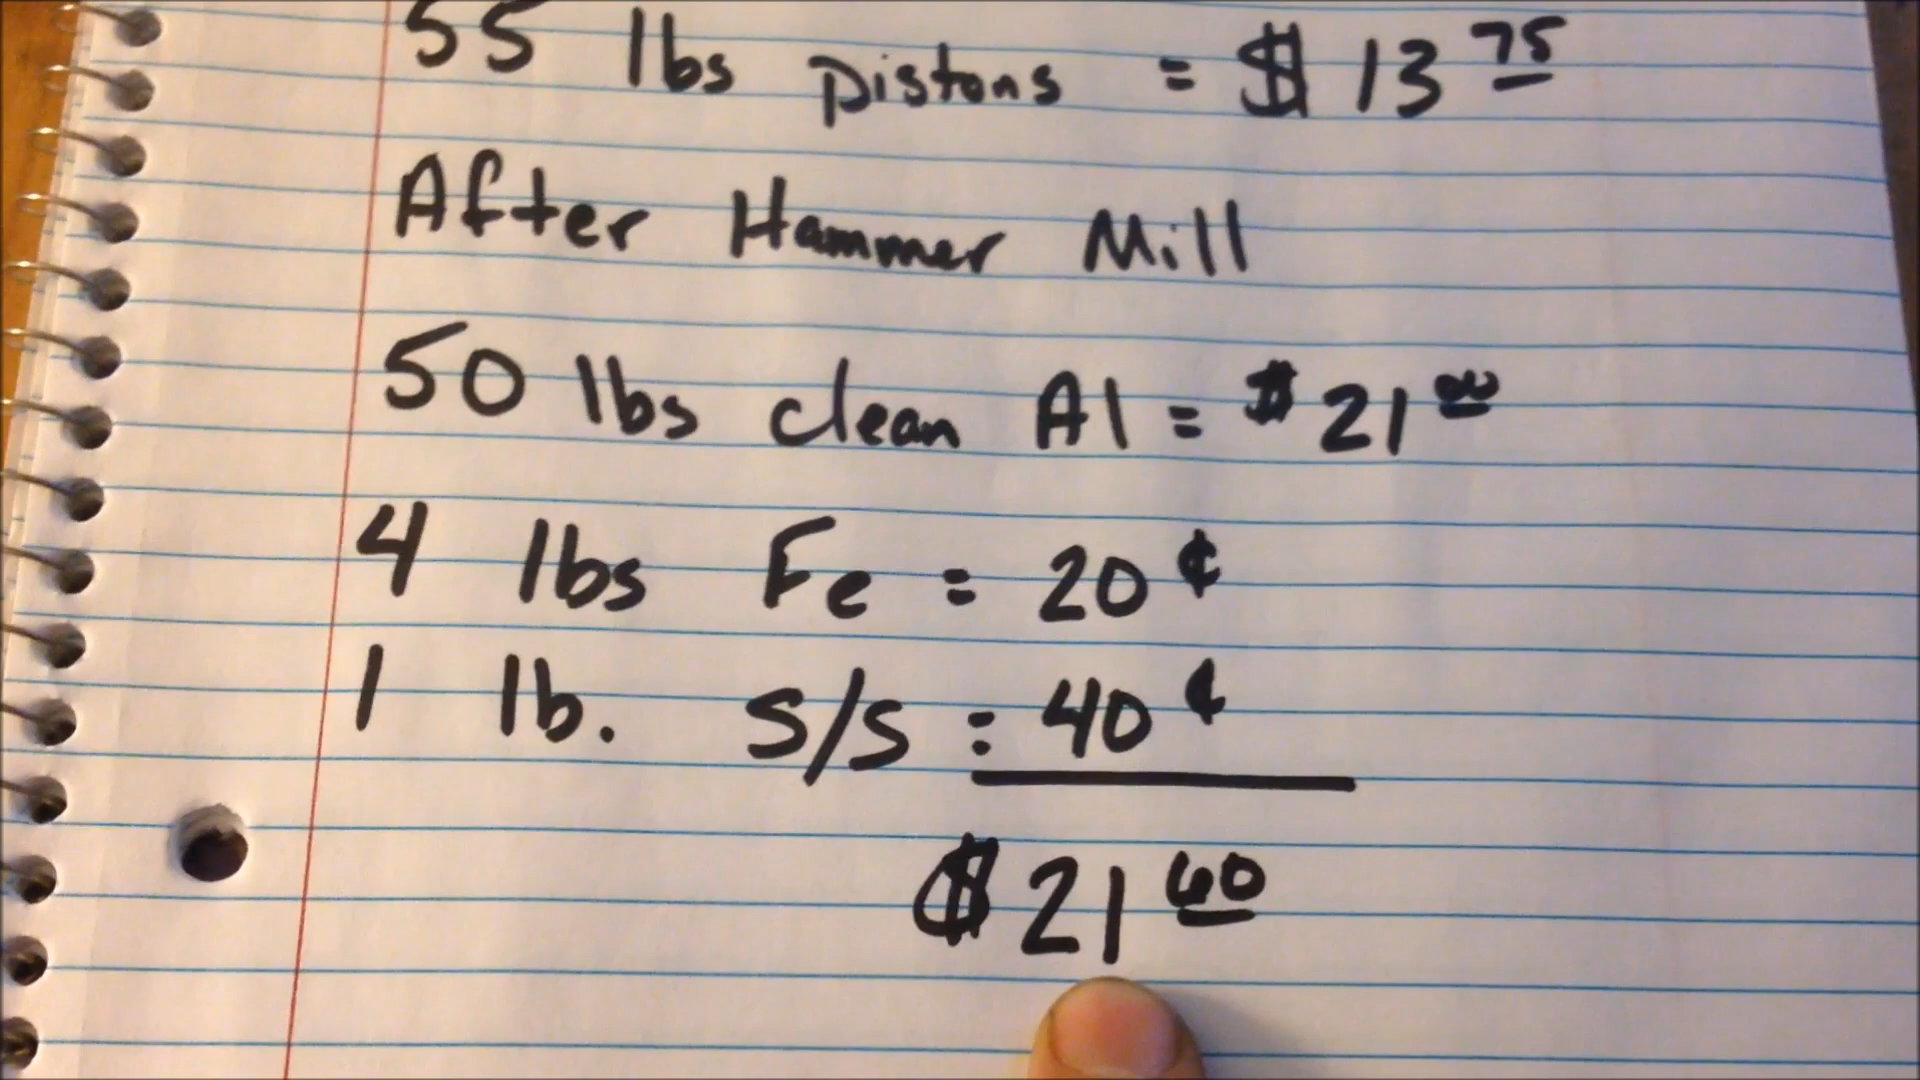 55 lbs Pistons = $ 13 75
After Hammer Mill
50 lbs clean Al = $ 21 00
4 lbs Fe = 20 ¢
1 lb. S/S = 40 ¢
$ 21 60